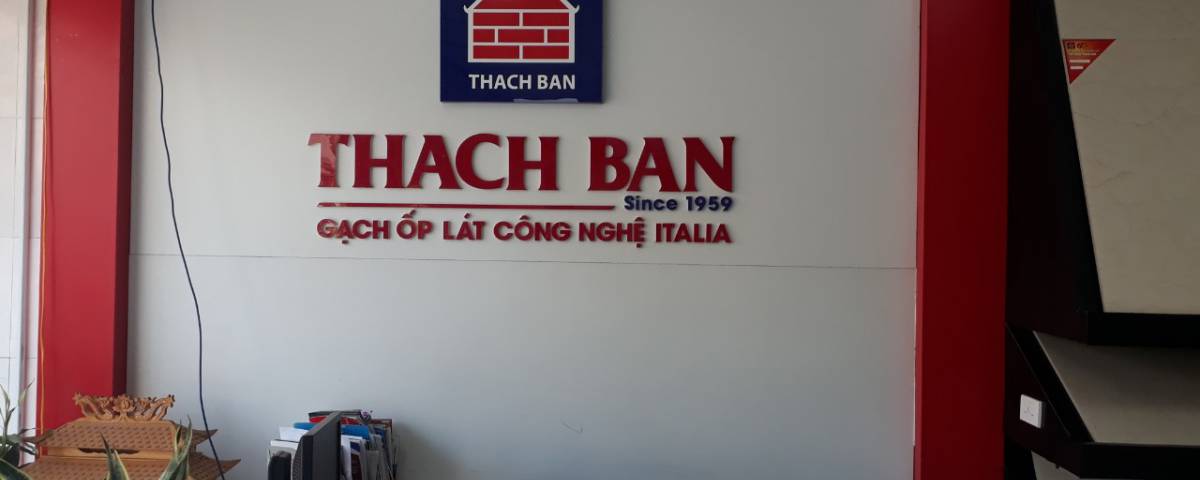 THACH BAN
THACH BAN
Since 1959
GẠCH ỐP LÁT CÔNG NGHỆ ITALIA